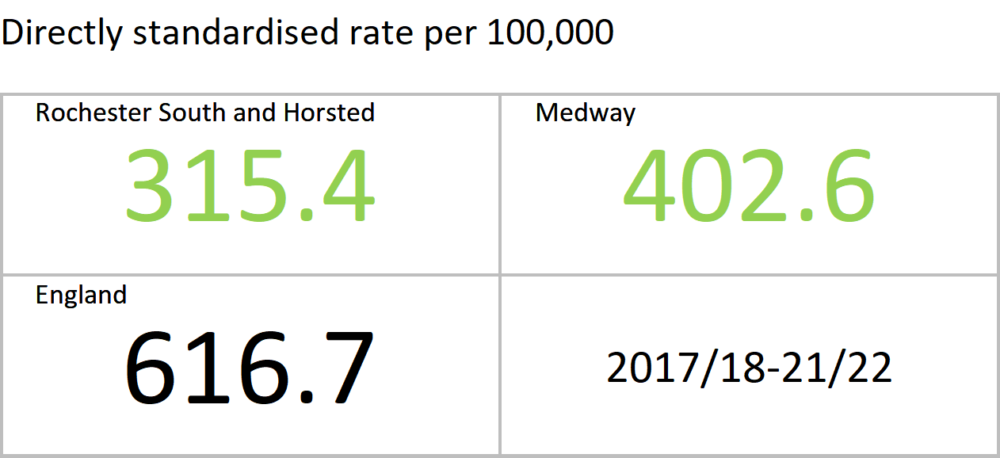 Directly standardised rate per 100,000
Rochester South and Horsted
315.4
Medway
402.6
England
616.7
2017/18-21/22